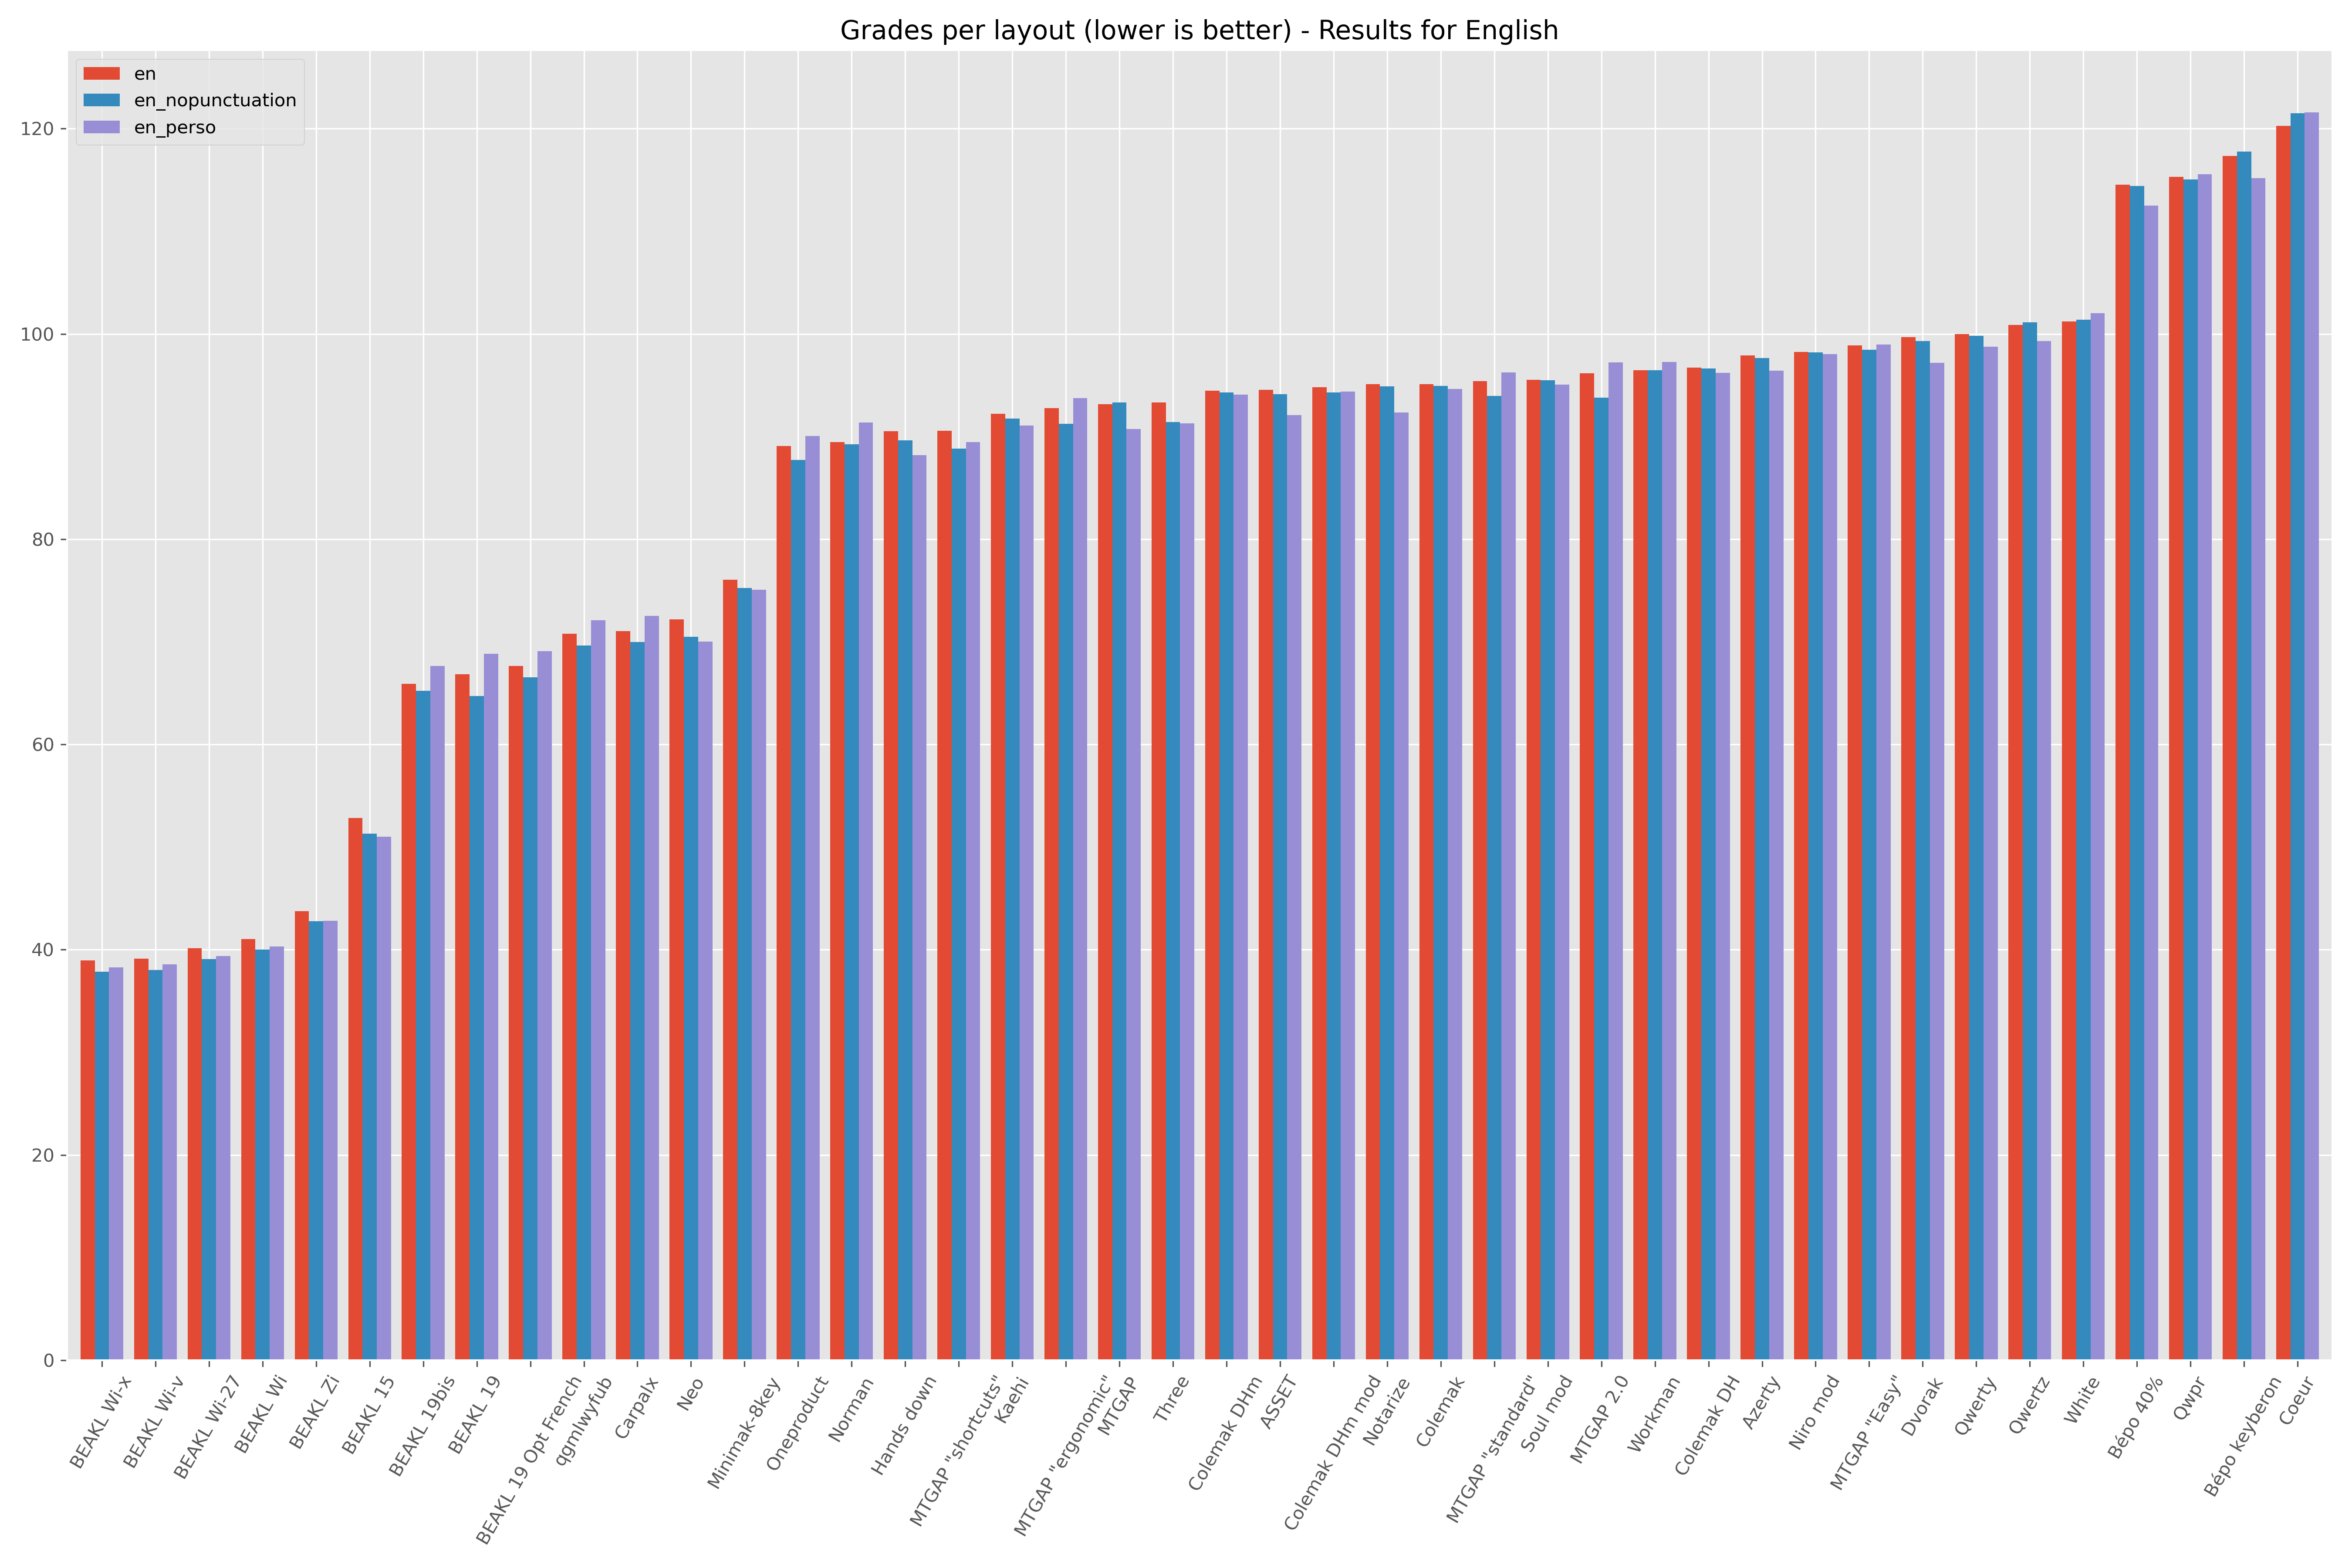 Grades per layout (lower is better) - Results for English
en
en_nopunctuation
en_perso
120
100
80
60
40
20
0
BEAKL Wi-x
BEAKL Wi-v
BEAKL Wi-27
BEAKL Wi
BEAKL Zi
BEAKL 15
BEAKL 19bis
BEAKL 19
BEAKL 19 Opt French
qgmlwyfub
Carpalx
Neo
Minimak-8key
Oneproduct
Norman
Hands down
MTGAP "shortcuts"
Kaehi
MTGAP "ergonomic"
MTGAP
Three
Colemak DHm
ASSET
Colemak DHm mod
Notarize
Colemak
MTGAP "standard"
Soul mod
MTGAP 2.0
Workman
Colemak DH
Azerty
Niro mod
MTGAP "Easy"
Dvorak
Qwerty
Qwertz
White
Bépo 40%
Qwpr
Bépo keyberon
Coeur